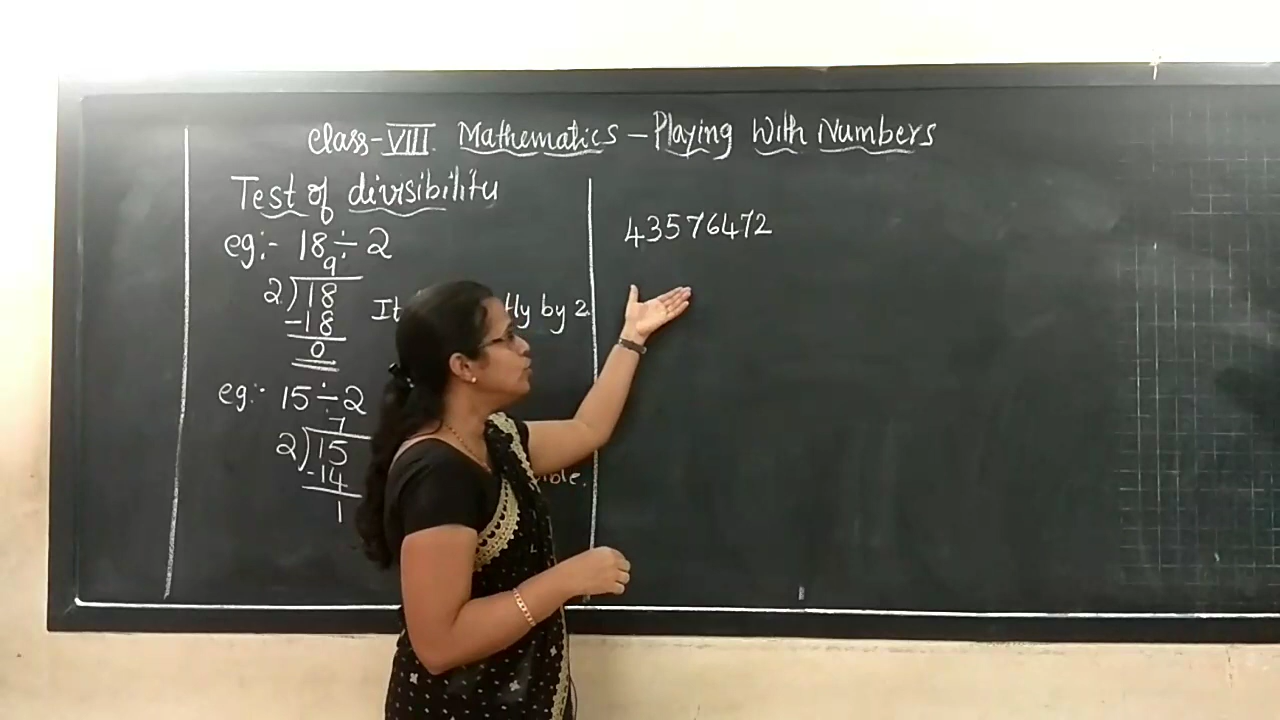 Class-VIII. Mathematics – Playing With Numbers
Test of divisibility
eg:- 18 ÷ 2
9
2)18 It by 2.
-18
0
eg:- 15 ÷ 2
7
2)15
-14
1
43576472